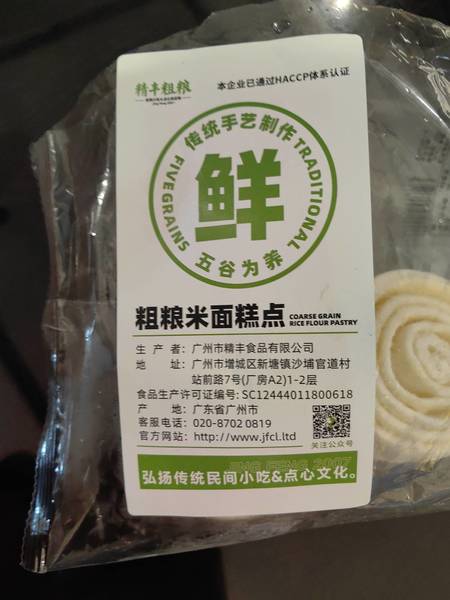 精丰粗粮
本企业已通过HACCP体系认证
传统手艺制作
FIVE GRAINS
TRADITIONAL
鲜
五谷为养
粗粮米面糕点
COARSE GRAIN
RICE FLOUR PASTRY
生 产 者：广州市精丰食品有限公司
地 址：广州市增城区新塘镇沙埔官道村
站前路7号(厂房A2)1-2层
食品生产许可证编号: SC12444011800618
产 地：广东省广州市
客服电话：020-8702 0819
官方网站：http://www.jfcl.ltd
关注公众号
弘扬传统民间小吃&点心文化。